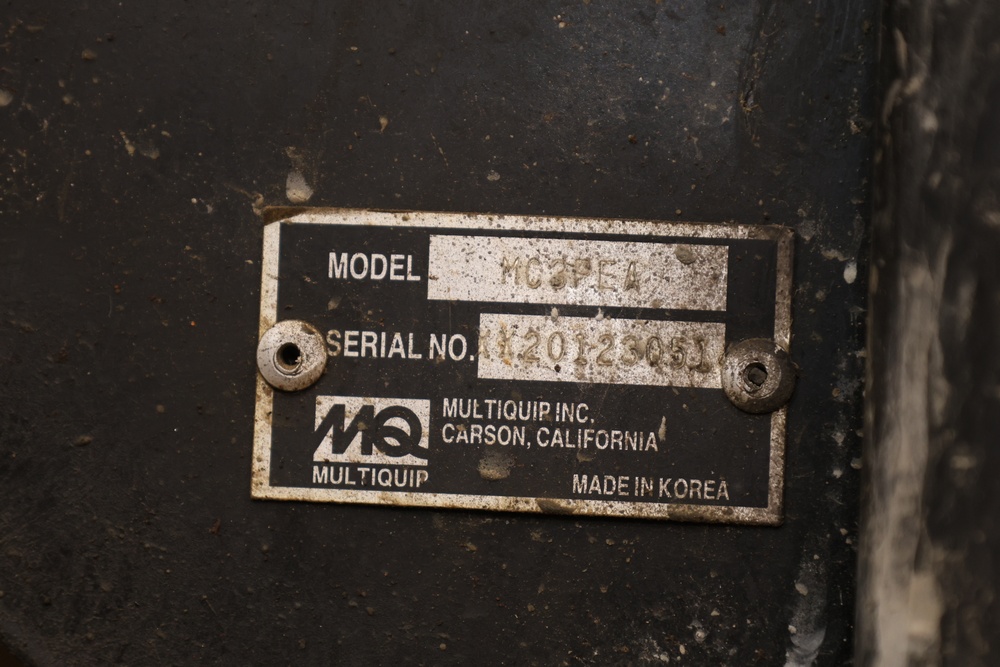 MODEL MC3PEA
SERIAL NO.
MQ
MULTIQUIP
MULTIQUIP INC.
CARSON, CALIFORNIA
MADE IN KOREA